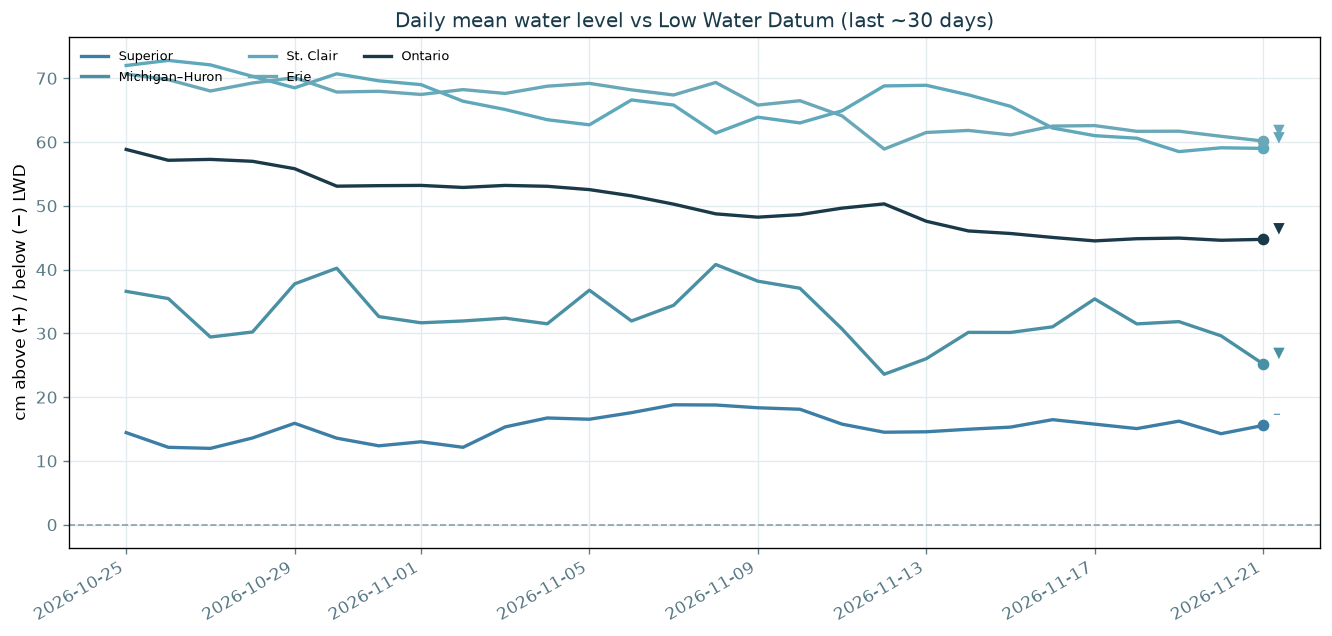 Daily mean water level vs Low Water Datum (last ~30 days)
Superior
Michigan–Huron
St. Clair
Erie
Ontario
cm above (+) / below (−) LWD
70
60
50
40
30
20
10
0
2026-10-25
2026-10-29
2026-11-01
2026-11-05
2026-11-09
2026-11-13
2026-11-17
2026-11-21